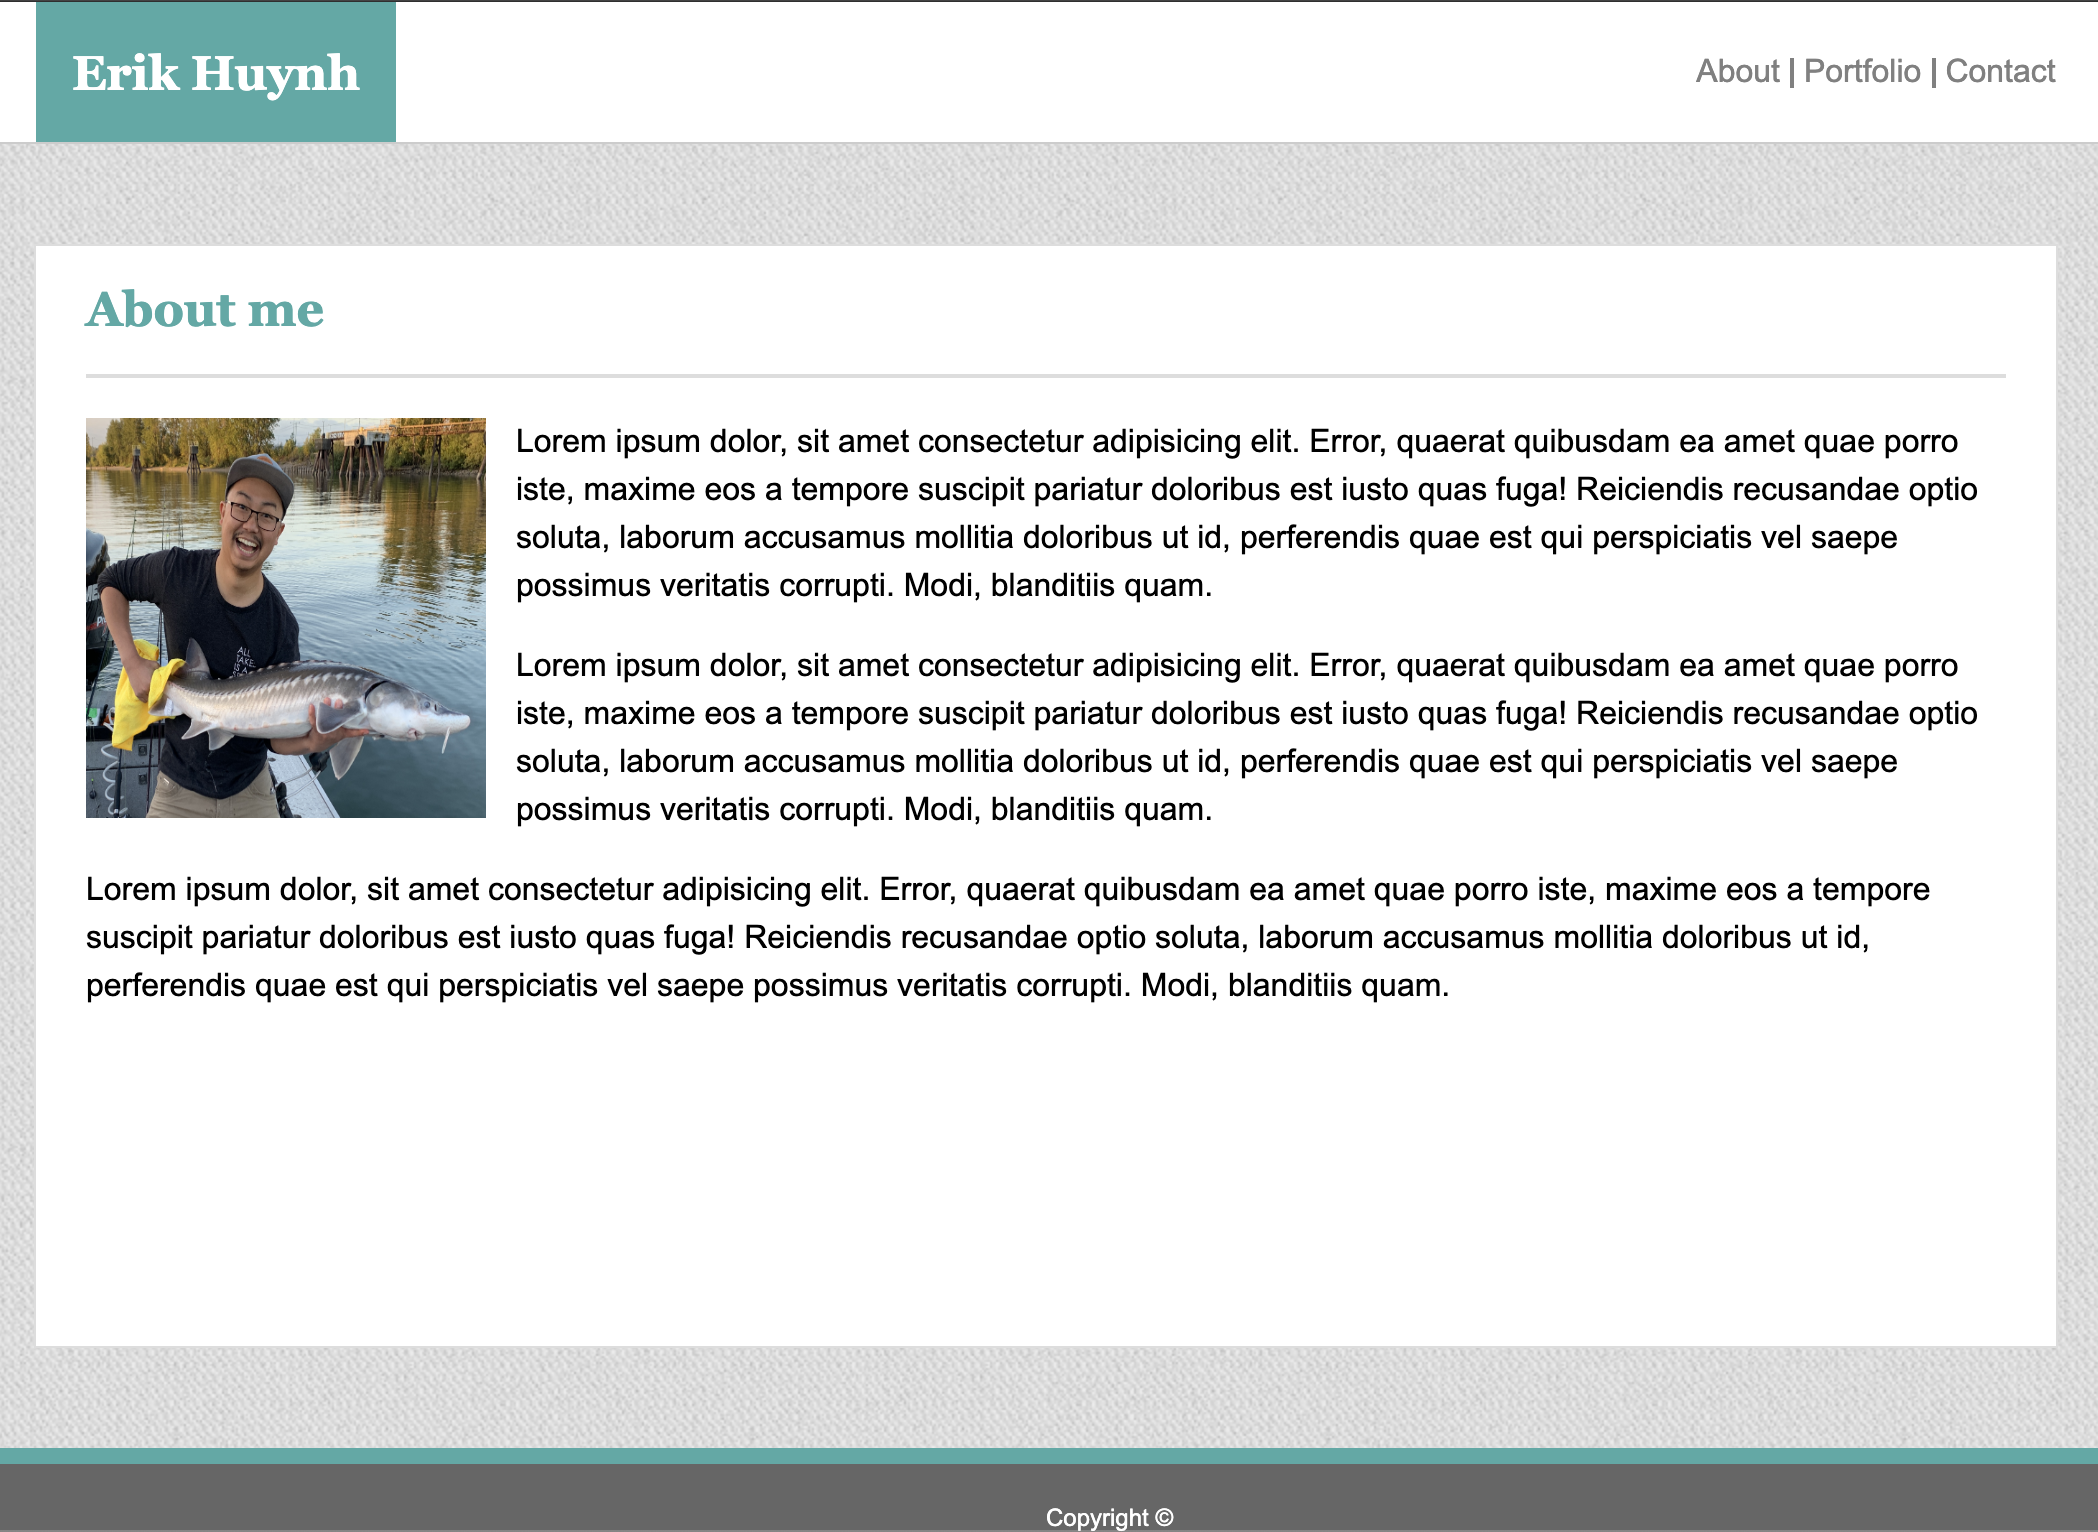 Erik Huynh
About | Portfolio | Contact
About me
Lorem ipsum dolor, sit amet consectetur adipisicing elit. Error, quaerat quibusdam ea amet quae porro
iste, maxime eos a tempore suscipit pariatur doloribus est iusto quas fuga! Reiciendis recusandae optio
soluta, laborum accusamus mollitia doloribus ut id, perferendis quae est qui perspiciatis vel saepe
possimus veritatis corrupti. Modi, blanditiis quam.
Lorem ipsum dolor, sit amet consectetur adipisicing elit. Error, quaerat quibusdam ea amet quae porro
iste, maxime eos a tempore suscipit pariatur doloribus est iusto quas fuga! Reiciendis recusandae optio
soluta, laborum accusamus mollitia doloribus ut id, perferendis quae est qui perspiciatis vel saepe
possimus veritatis corrupti. Modi, blanditiis quam.
Lorem ipsum dolor, sit amet consectetur adipisicing elit. Error, quaerat quibusdam ea amet quae porro iste, maxime eos a tempore
suscipit pariatur doloribus est iusto quas fuga! Reiciendis recusandae optio soluta, laborum accusamus mollitia doloribus ut id,
perferendis quae est qui perspiciatis vel saepe possimus veritatis corrupti. Modi, blanditiis quam.
Copyright ©